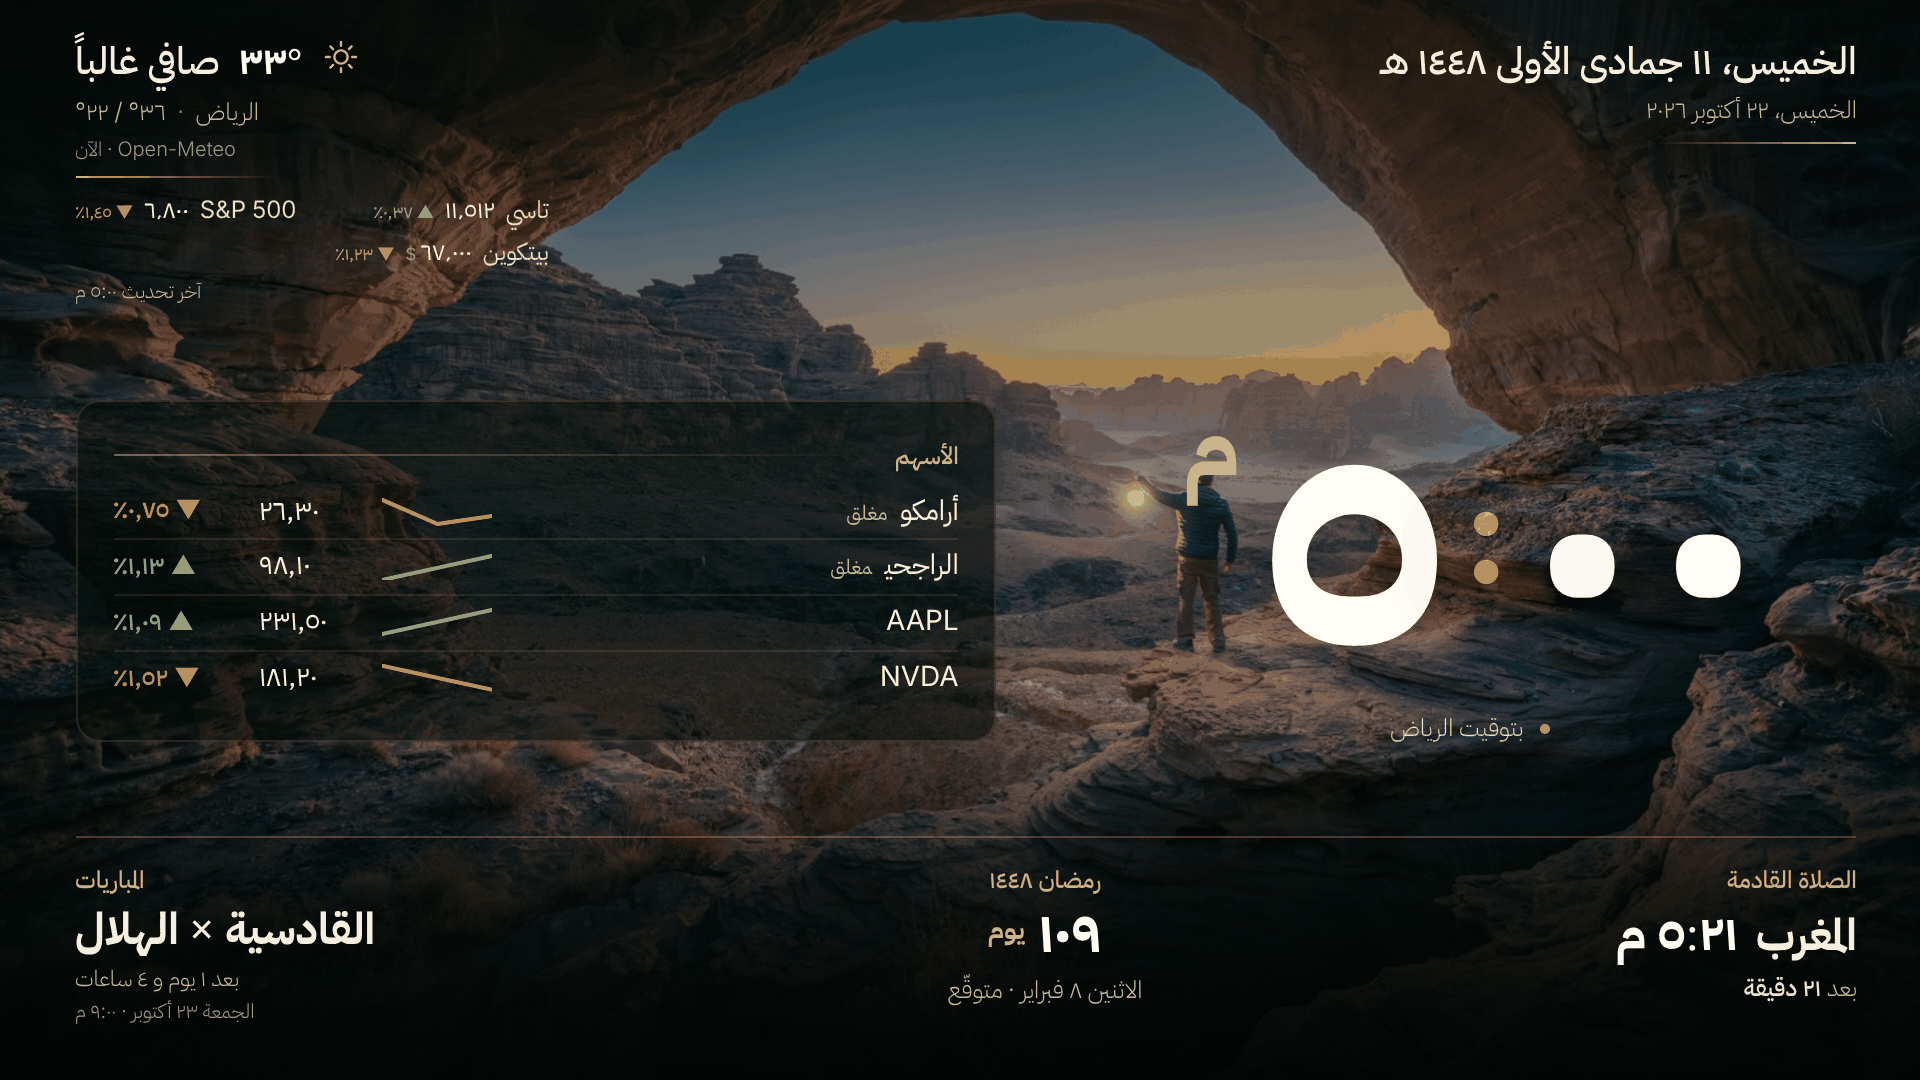 الخميس، ١١ جمادى الأولى ١٤٤٨ هـ
الخميس، ٢٢ أكتوبر ٢٠٢٦
٣٣° صافي غالباً
الرياض · ٣٦° / ٢٢°
الآن · Open-Meteo
تاسي ١١,٥١٢ ▲ ٠,٣٧٪
S&P 500 ٦,٨٠٠ ▼ ١,٤٥٪
بيتكوين ٦٧,٠٠٠ $ ▼ ١,٢٣٪
آخر تحديث ٥:٠٠ م
٥:٠٠ م
بتوقيت الرياض
الأسهم
أرامكو مغلق ٢٦,٣٠ ▼ ٠,٧٥٪
الراجحي مغلق ٩٨,١٠ ▲ ١,١٣٪
AAPL ٢٣١,٥٠ ▲ ١,٠٩٪
NVDA ١٨١,٢٠ ▼ ١,٥٢٪
الصلاة القادمة
المغرب ٥:٢١ م
بعد ٢١ دقيقة
رمضان ١٤٤٨
١٠٩ يوم
الاثنين ٨ فبراير · متوقّع
المباريات
القادسية × الهلال
بعد ١ يوم و ٤ ساعات
الجمعة ٢٣ أكتوبر · ٩:٠٠ م